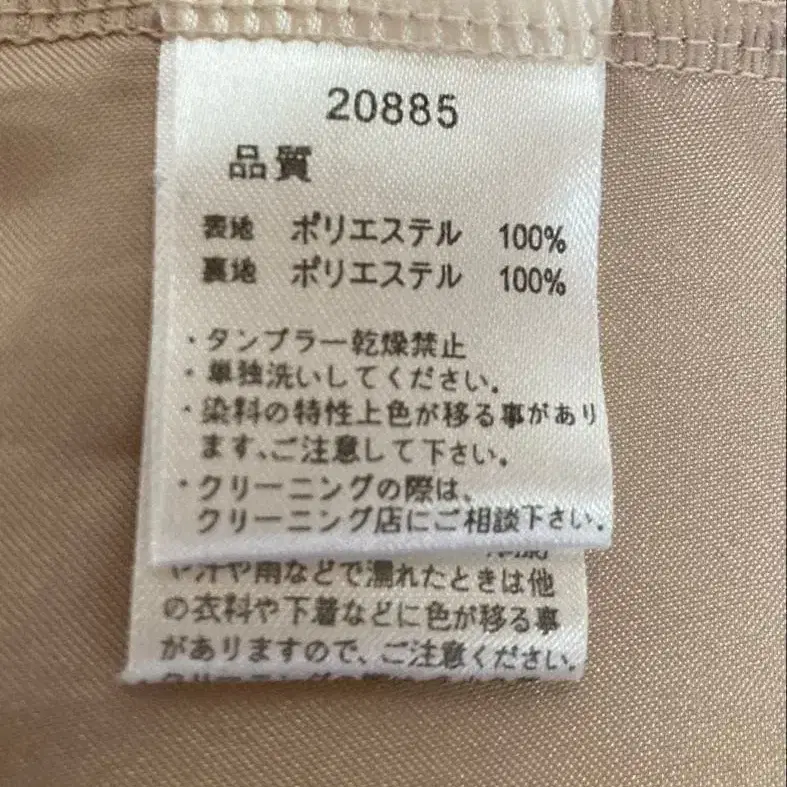 20885
品質
表地 ポリエステル 100%
裏地 ポリエステル 100%
・タンブラー乾燥禁止
・単独洗いしてください。
・染料の特性上色が移る事があり
ます、ご注意して下さい。
・クリーニングの際は、
クリーニング店にご相談下さい。
や汗や雨などで濡れたときは他
の衣料や下着などに色が移る事
がありますので、ご注意ください。